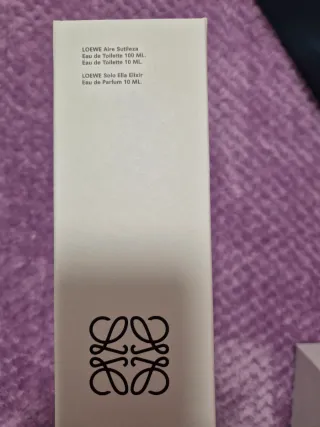 LOEWE Aire Sutileza
Eau de Toilette 100 ML.
Eau de Toilette 10 ML.
LOEWE Solo Ella Elixir
Eau de Parfum 10 ML.